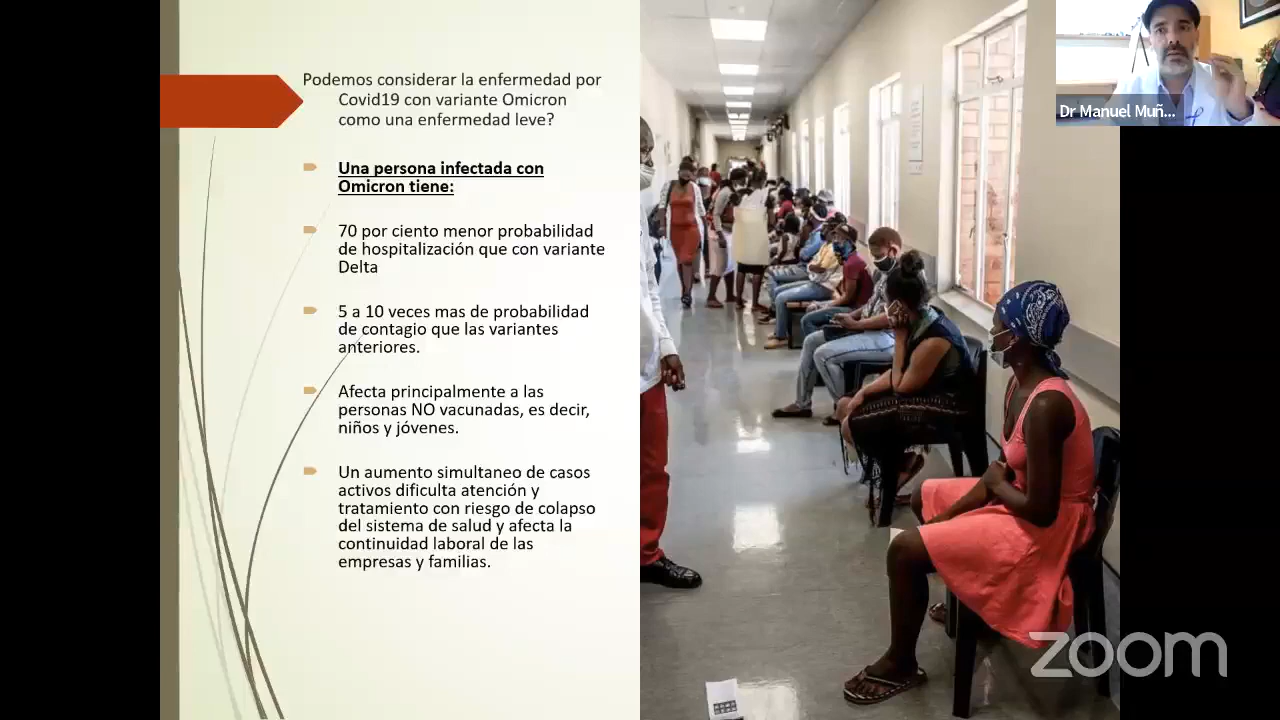 Podemos considerar la enfermedad por
Covid19 con variante Omicron
como una enfermedad leve?
Una persona infectada con
Omicron tiene:
70 por ciento menor probabilidad
de hospitalización que con variante
Delta
5 a 10 veces mas de probabilidad
de contagio que las variantes
anteriores.
Afecta principalmente a las
personas NO vacunadas, es decir,
niños y jóvenes.
Un aumento simultaneo de casos
activos dificulta atención y
tratamiento con riesgo de colapso
del sistema de salud y afecta la
continuidad laboral de las
empresas y familias.
Dr Manuel Muñ...
zoom